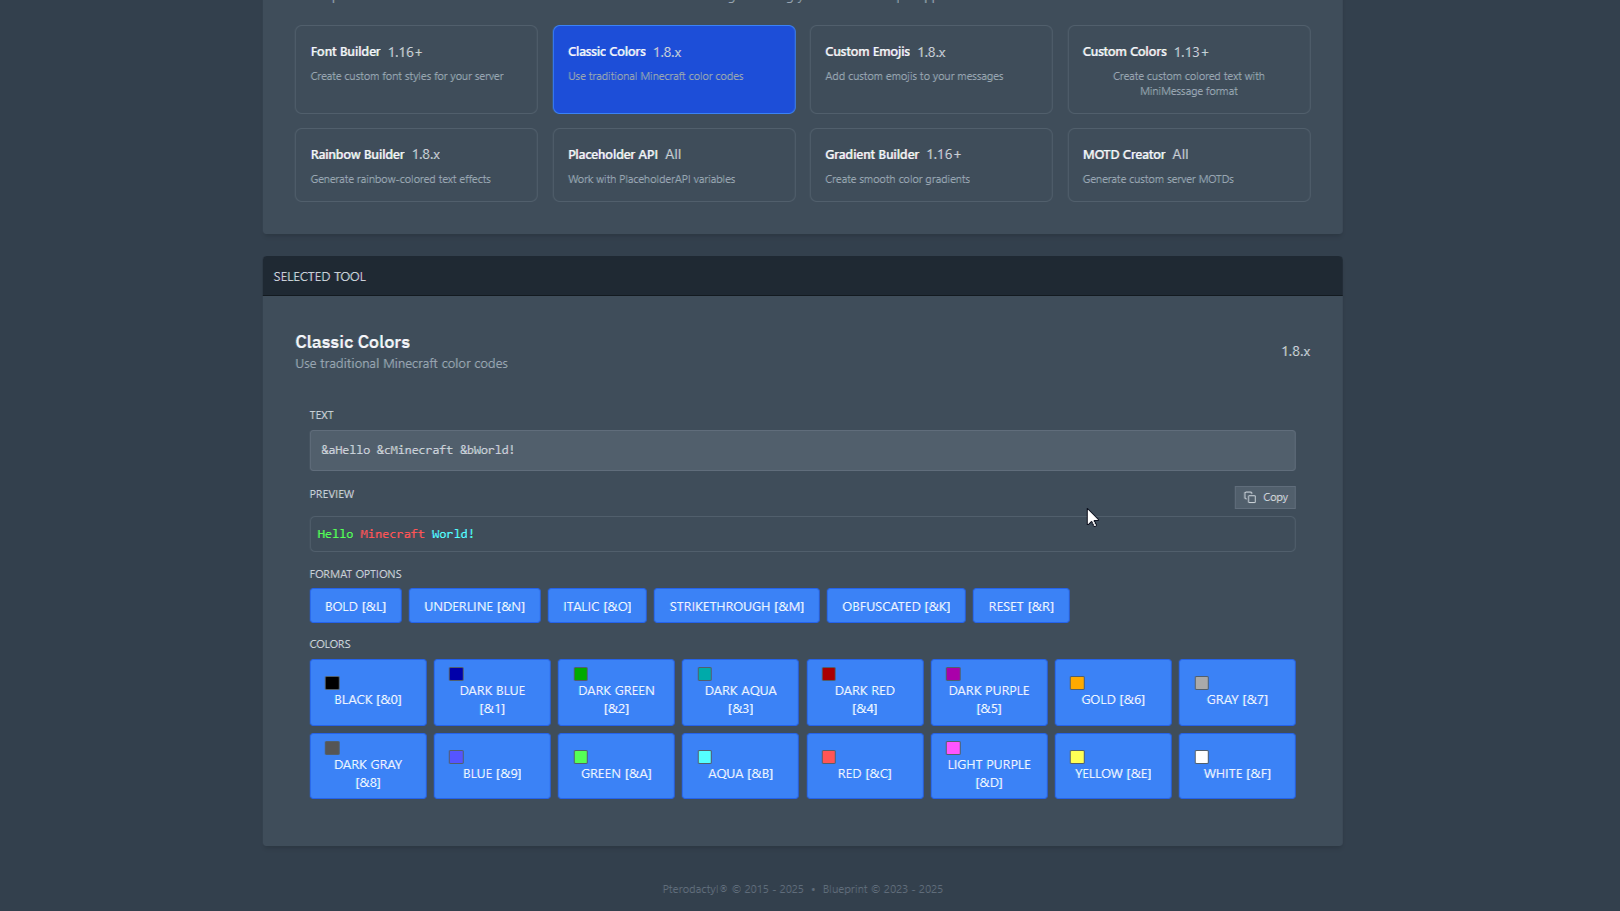 Font Builder 1.16+
Create custom font styles for your server
Classic Colors 1.8.x
Use traditional Minecraft color codes
Custom Emojis 1.8.x
Add custom emojis to your messages
Custom Colors 1.13+
Create custom colored text with
MiniMessage format
Rainbow Builder 1.8.x
Generate rainbow-colored text effects
Placeholder API All
Work with PlaceholderAPI variables
Gradient Builder 1.16+
Create smooth color gradients
MOTD Creator All
Generate custom server MOTDs
SELECTED TOOL
Classic Colors
Use traditional Minecraft color codes
1.8.x
TEXT
&aHello &cMinecraft &bWorld!
PREVIEW
Copy
Hello Minecraft World!
FORMAT OPTIONS
BOLD [&L]
UNDERLINE [&N]
ITALIC [&O]
STRIKETHROUGH [&M]
OBFUSCATED [&K]
RESET [&R]
COLORS
BLACK [&0]
DARK BLUE
[&1]
DARK GREEN
[&2]
DARK AQUA
[&3]
DARK RED
[&4]
DARK PURPLE
[&5]
GOLD [&6]
GRAY [&7]
DARK GRAY
[&8]
BLUE [&9]
GREEN [&A]
AQUA [&B]
RED [&C]
LIGHT PURPLE
[&D]
YELLOW [&E]
WHITE [&F]
Pterodactyl® © 2015 - 2025 • Blueprint © 2023 - 2025